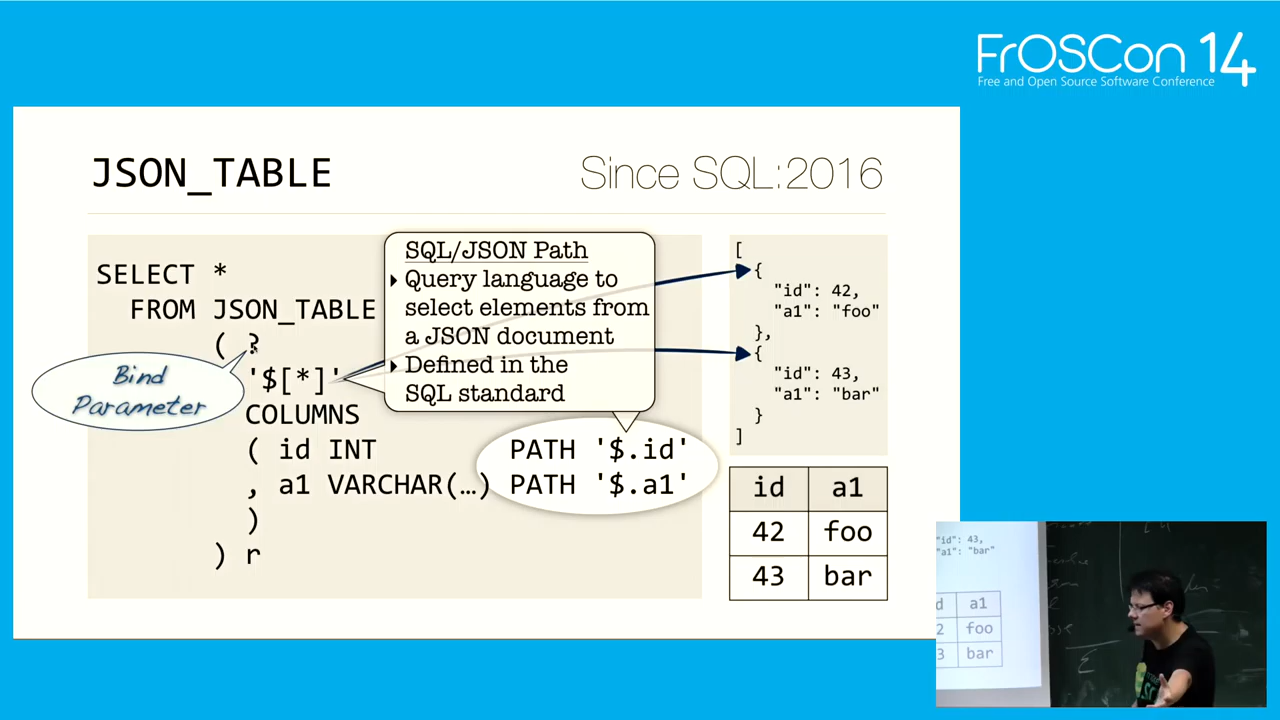 FrOSCon 14
Free and Open Source Software Conference
JSON_TABLE
Since SQL:2016
SELECT *
FROM JSON_TABLE
( ?
'$[*]'
COLUMNS
( id INT PATH '$.id'
, a1 VARCHAR(…) PATH '$.a1'
)
) r
Bind
Parameter
SQL/JSON Path
‣ Query language to
select elements from
a JSON document
‣ Defined in the
SQL standard
[
{
"id": 42,
"a1": "foo"
},
{
"id": 43,
"a1": "bar"
}
]
id a1
42 foo
43 bar
"id": 43,
"a1": "bar"
d a1
2 foo
3 bar